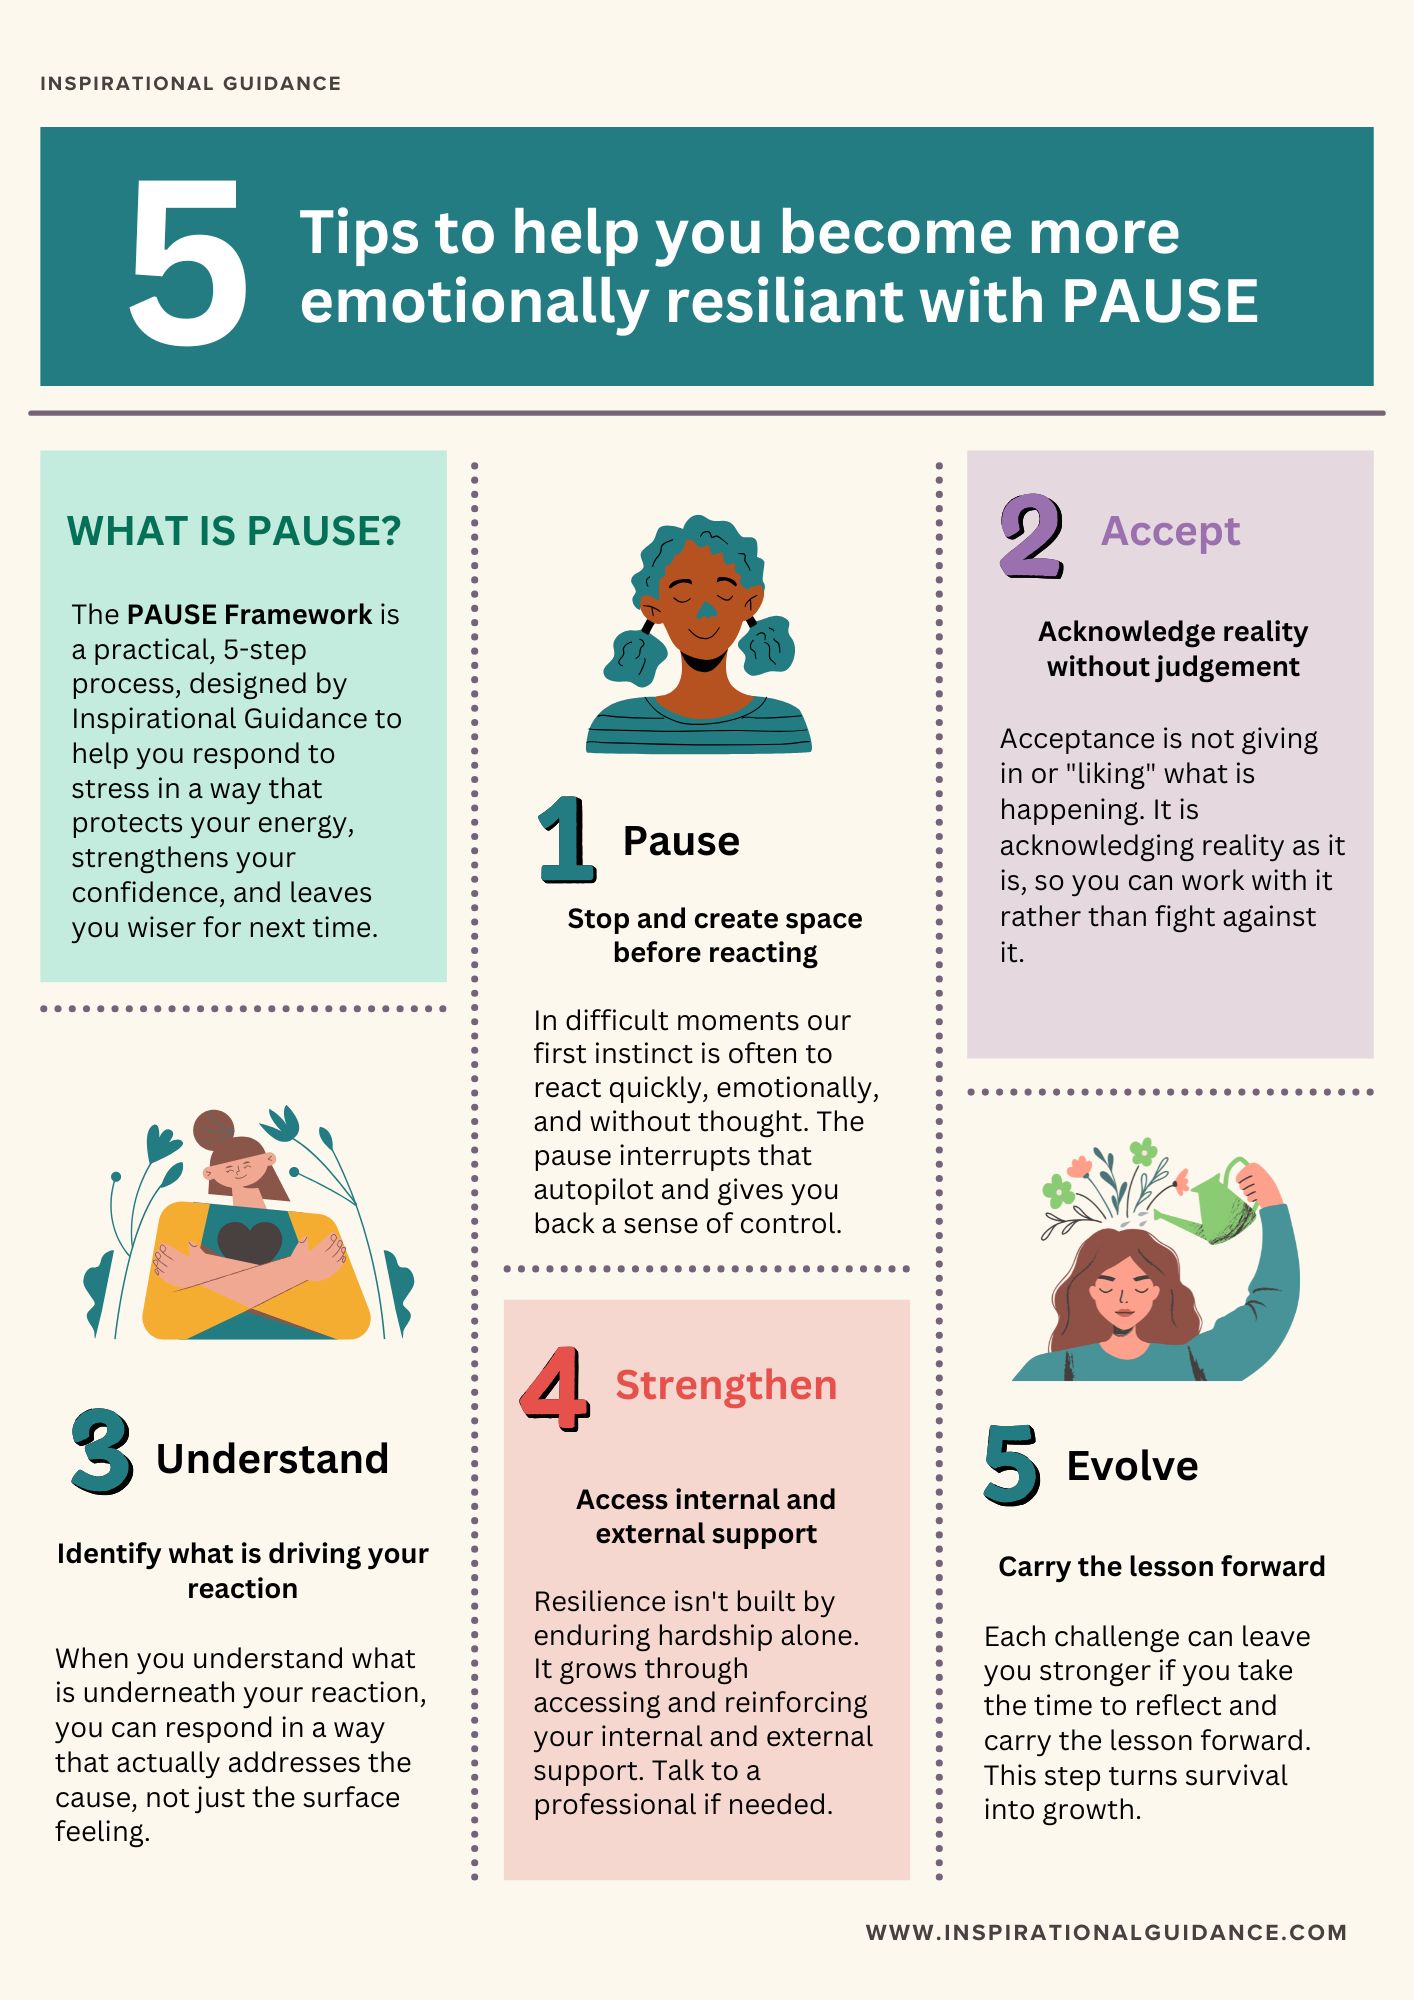 INSPIRATIONAL GUIDANCE
5
Tips to help you become more
emotionally resiliant with PAUSE
WHAT IS PAUSE?
The PAUSE Framework is
a practical, 5-step
process, designed by
Inspirational Guidance to
help you respond to
stress in a way that
protects your energy,
strengthens your
confidence, and leaves
you wiser for next time.
1
Pause
Stop and create space
before reacting
In difficult moments our
first instinct is often to
react quickly, emotionally,
and without thought. The
pause interrupts that
autopilot and gives you
back a sense of control.
2
Accept
Acknowledge reality
without judgement
Acceptance is not giving
in or "liking" what is
happening. It is
acknowledging reality as it
is, so you can work with it
rather than fight against
it.
3
Understand
Identify what is driving your
reaction
When you understand what
is underneath your reaction,
you can respond in a way
that actually addresses the
cause, not just the surface
feeling.
4
Strengthen
Access internal and
external support
Resilience isn't built by
enduring hardship alone.
It grows through
accessing and reinforcing
your internal and external
support. Talk to a
professional if needed.
5
Evolve
Carry the lesson forward
Each challenge can leave
you stronger if you take
the time to reflect and
carry the lesson forward.
This step turns survival
into growth.
WWW.INSPIRATIONALGUIDANCE.COM